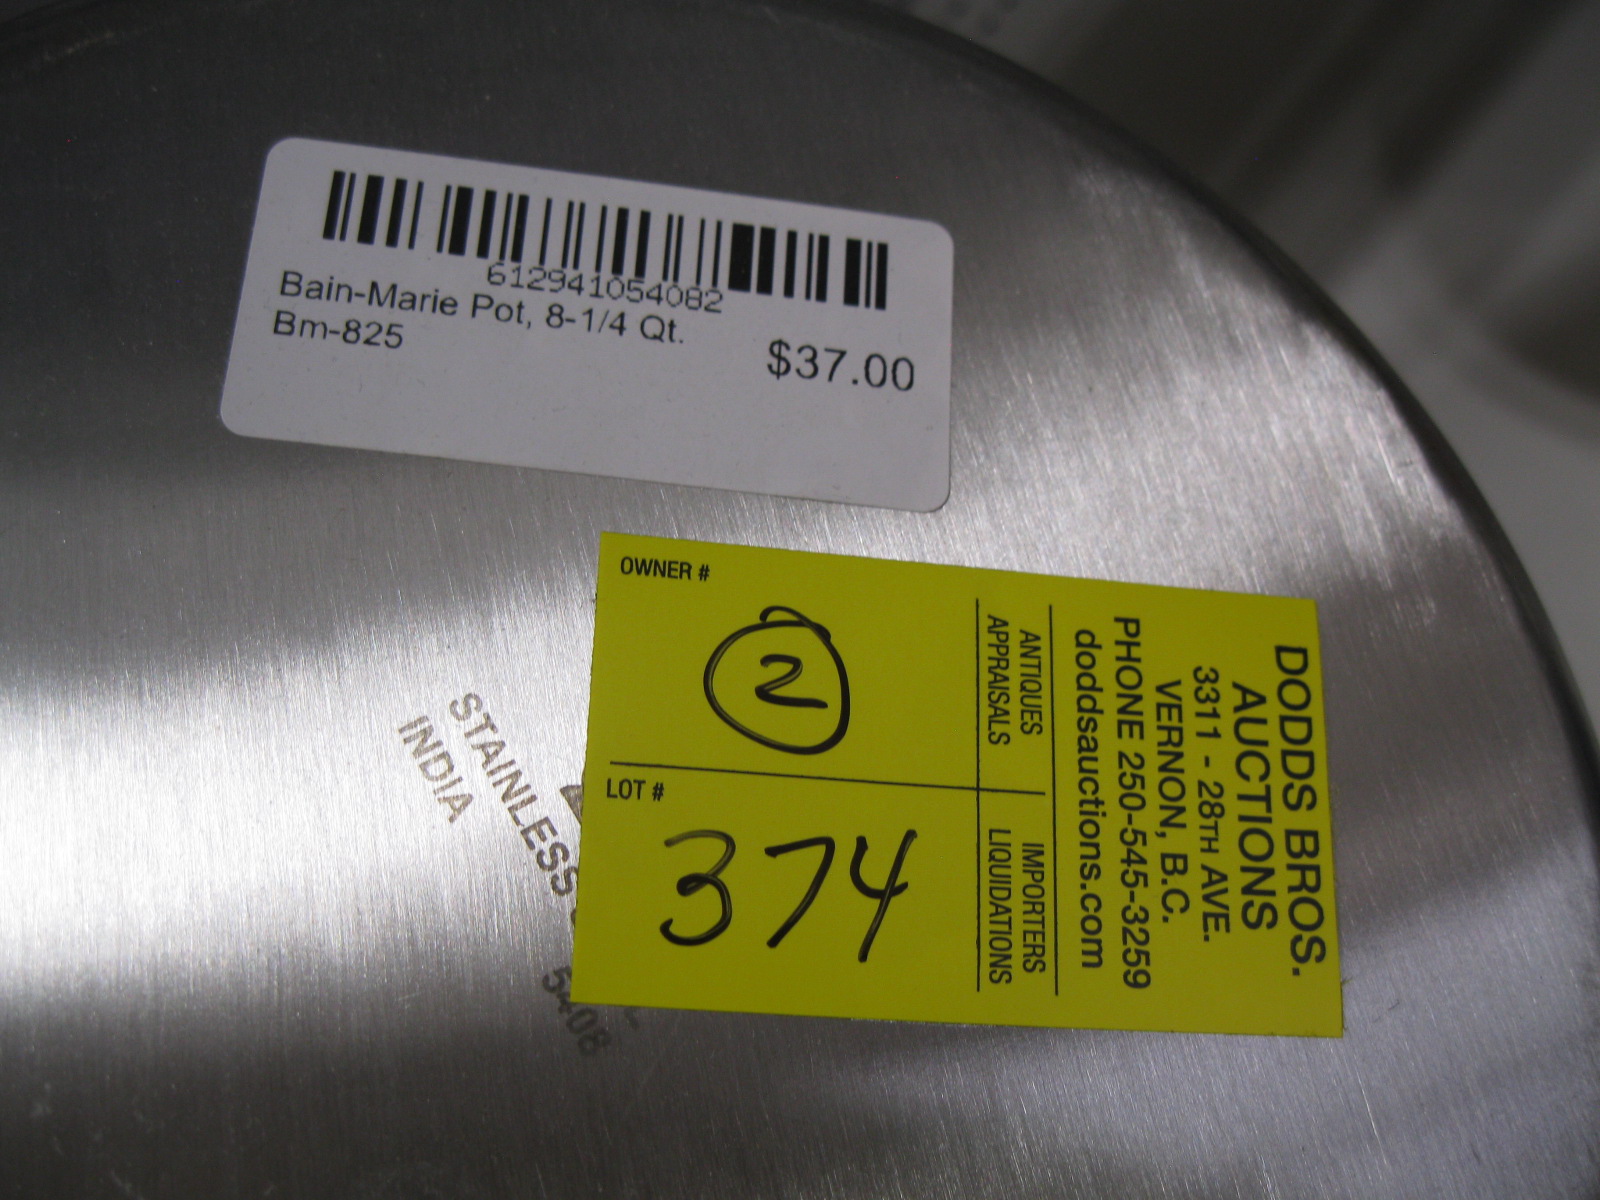 612941054082
Bain-Marie Pot, 8-1/4 Qt.
Bm-825
$37.00
DODDS BROS.
AUCTIONS
3311 - 28TH AVE.
VERNON, B.C.
PHONE 250-545-3259
doddsauctions.com
ANTIQUES
APPRAISALS
IMPORTERS
LIQUIDATIONS
OWNER #
2
LOT #
374
STAINLESS
INDIA
5408